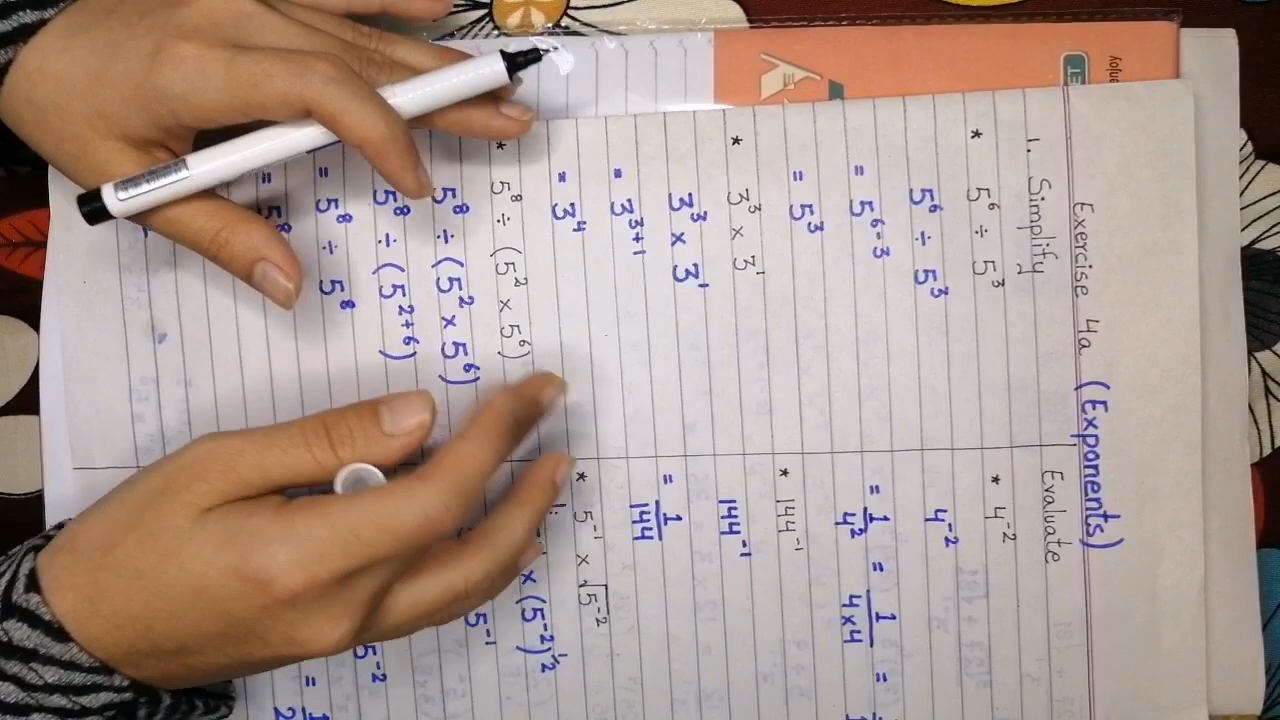 Exercise 4a (Exponents)
1. Simplify
* 5⁶ ÷ 5³
5⁶ ÷ 5³
= 5⁶⁻³
= 5³
* 3³ × 3¹
3³ × 3¹
= 3³⁺¹
= 3⁴
* 5⁸ ÷ (5² × 5⁶)
5⁸ ÷ (5² × 5⁶)
5⁸ ÷ (5²⁺⁶)
= 5⁸ ÷ 5⁸
= 5⁸
Evaluate
* 4⁻²
4⁻²
= 1/4² = 1/(4×4) =
* 144⁻¹
144⁻¹
= 1/144
* 5⁻¹ × √5⁻²
× (5⁻²)^½
5⁻¹
5⁻²
=